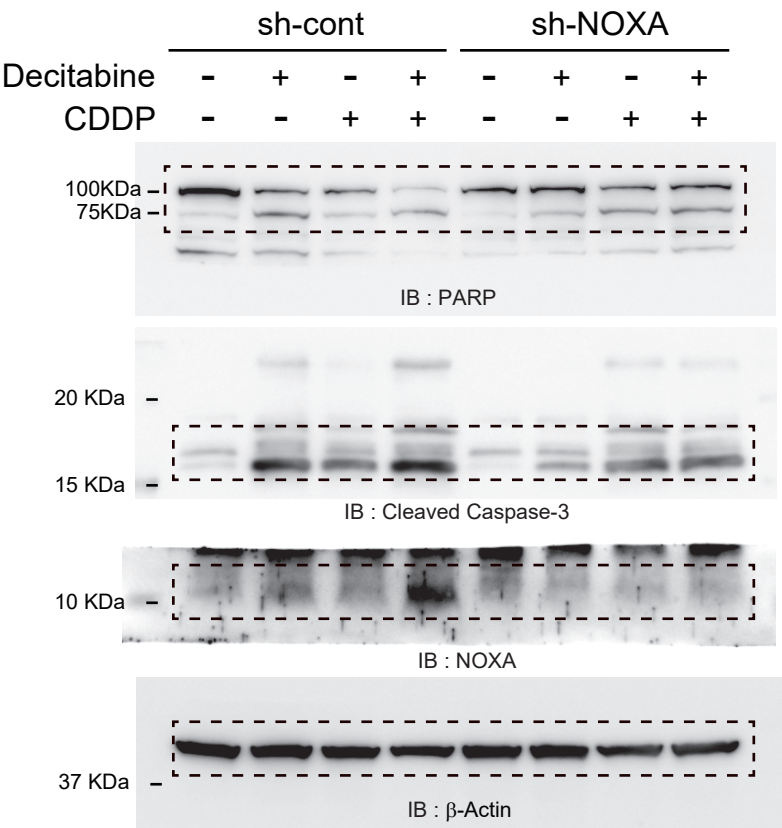 sh-cont sh-NOXA
Decitabine - + - + - + - +
CDDP - - + + - - + +
100KDa
75KDa
IB : PARP
20 KDa
15 KDa
IB : Cleaved Caspase-3
10 KDa
IB : NOXA
37 KDa
IB : β-Actin